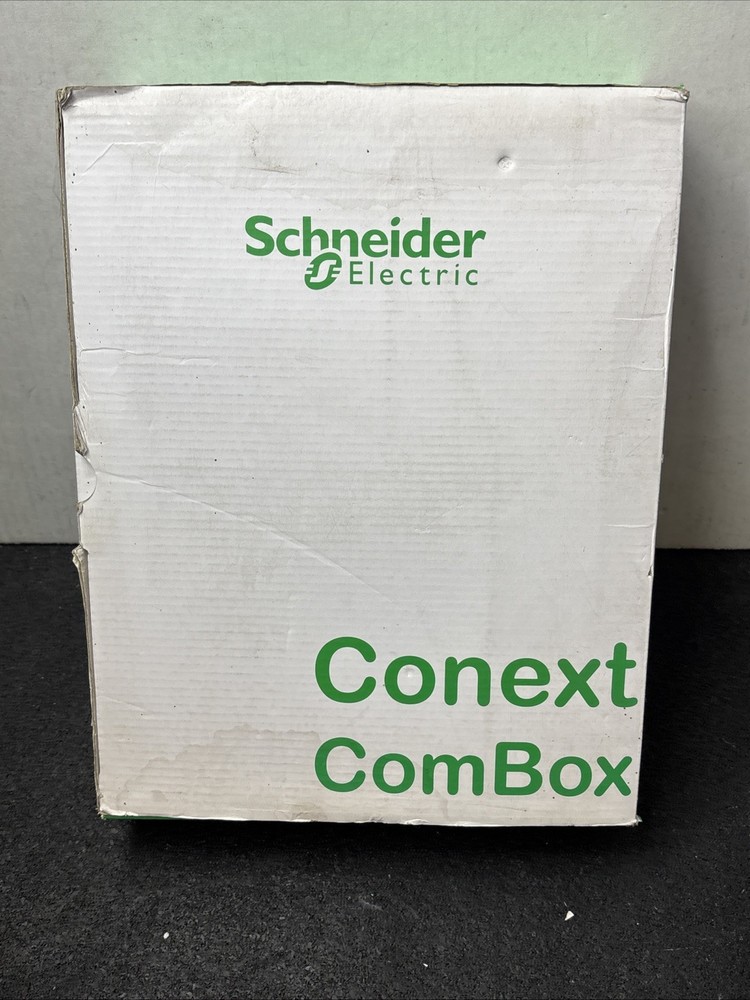 Schneider
Electric
Conext
ComBox